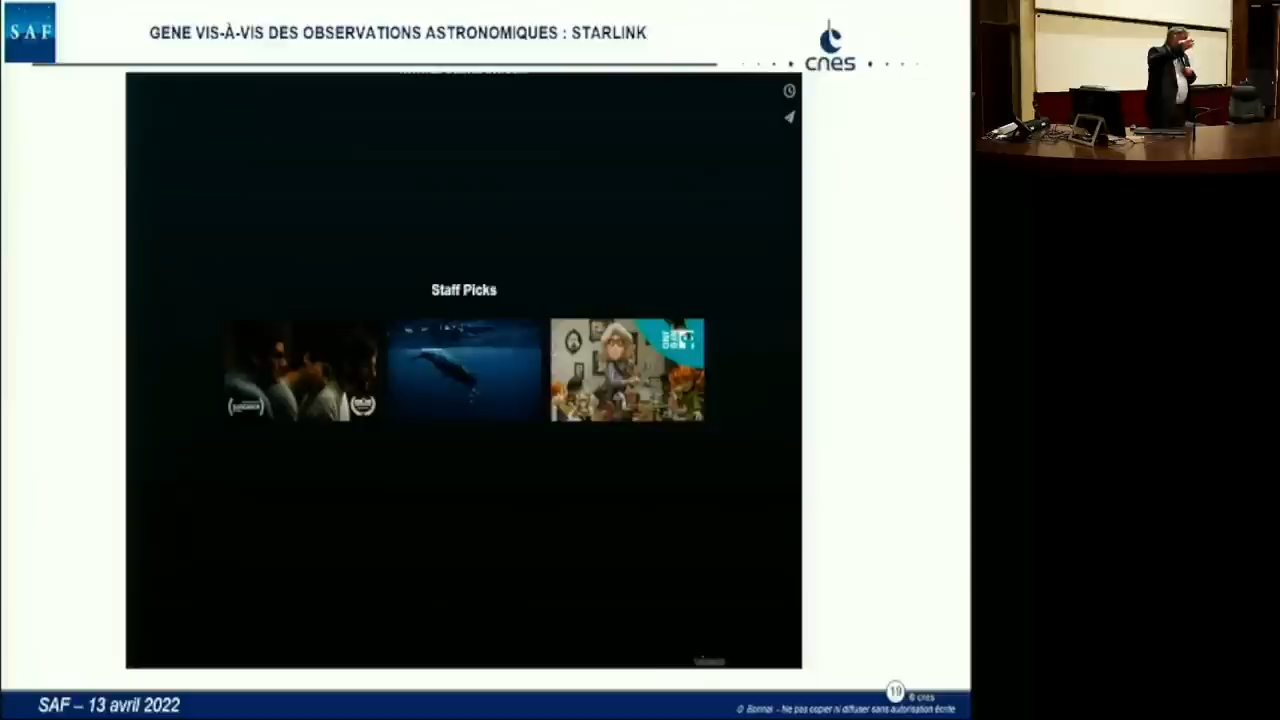 SAF
GENE VIS-À-VIS DES OBSERVATIONS ASTRONOMIQUES : STARLINK
cnes
Staff Picks
SAF – 13 avril 2022
19
© cnes
© Bonnal - Ne pas copier ni diffuser sans autorisation écrite